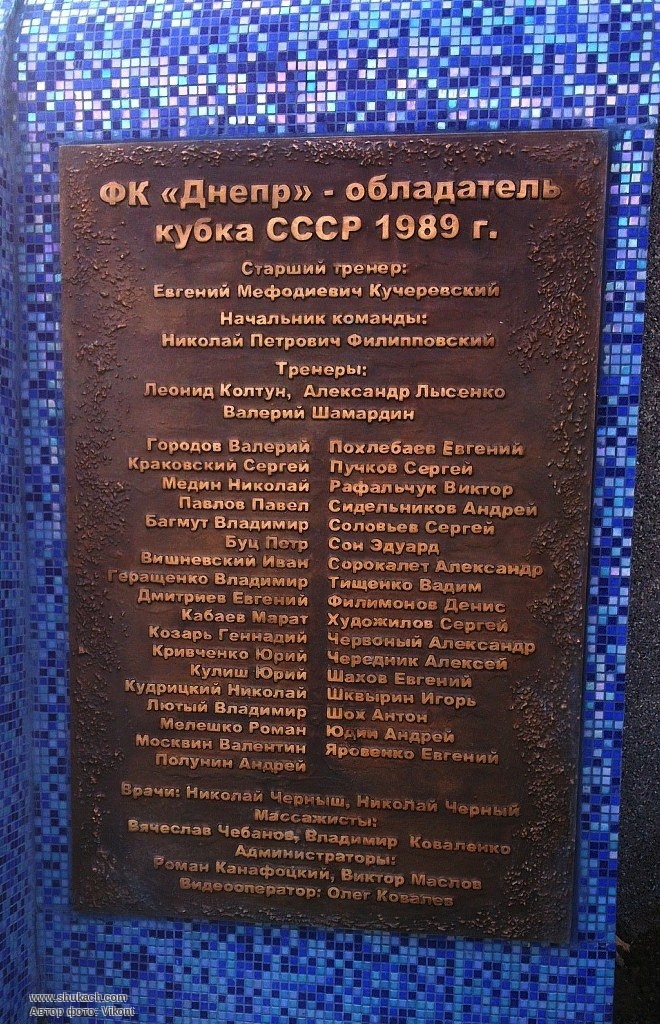 ФК «Днепр» - обладатель
кубка СССР 1989 г.
Старший тренер:
Евгений Мефодиевич Кучеревский
Начальник команды:
Николай Петрович Филипповский
Тренеры:
Леонид Колтун, Александр Лысенко
Валерий Шамардин
Городов Валерий
Краковский Сергей
Медин Николай
Павлов Павел
Багмут Владимир
Буц Петр
Вишневский Иван
Геращенко Владимир
Дмитриев Евгений
Кабаев Марат
Козарь Геннадий
Кривченко Юрий
Кулиш Юрий
Кудрицкий Николай
Лютый Владимир
Мелешко Роман
Москвин Валентин
Полунин Андрей
Похлебаев Евгений
Пучков Сергей
Рафальчук Виктор
Сидельников Андрей
Соловьев Сергей
Сон Эдуард
Сорокалет Александр
Тищенко Вадим
Филимонов Денис
Художилов Сергей
Червоный Александр
Чередник Алексей
Шахов Евгений
Шквырин Игорь
Шох Антон
Юдин Андрей
Яровенко Евгений
Врачи: Николай Черныш, Николай Черный
Массажисты:
Вячеслав Чебанов, Владимир Коваленко
Администраторы:
Роман Канафоцкий, Виктор Маслов
Видеооператор: Олег Ковалев
www.shukach.com
Автор фото: Vikont